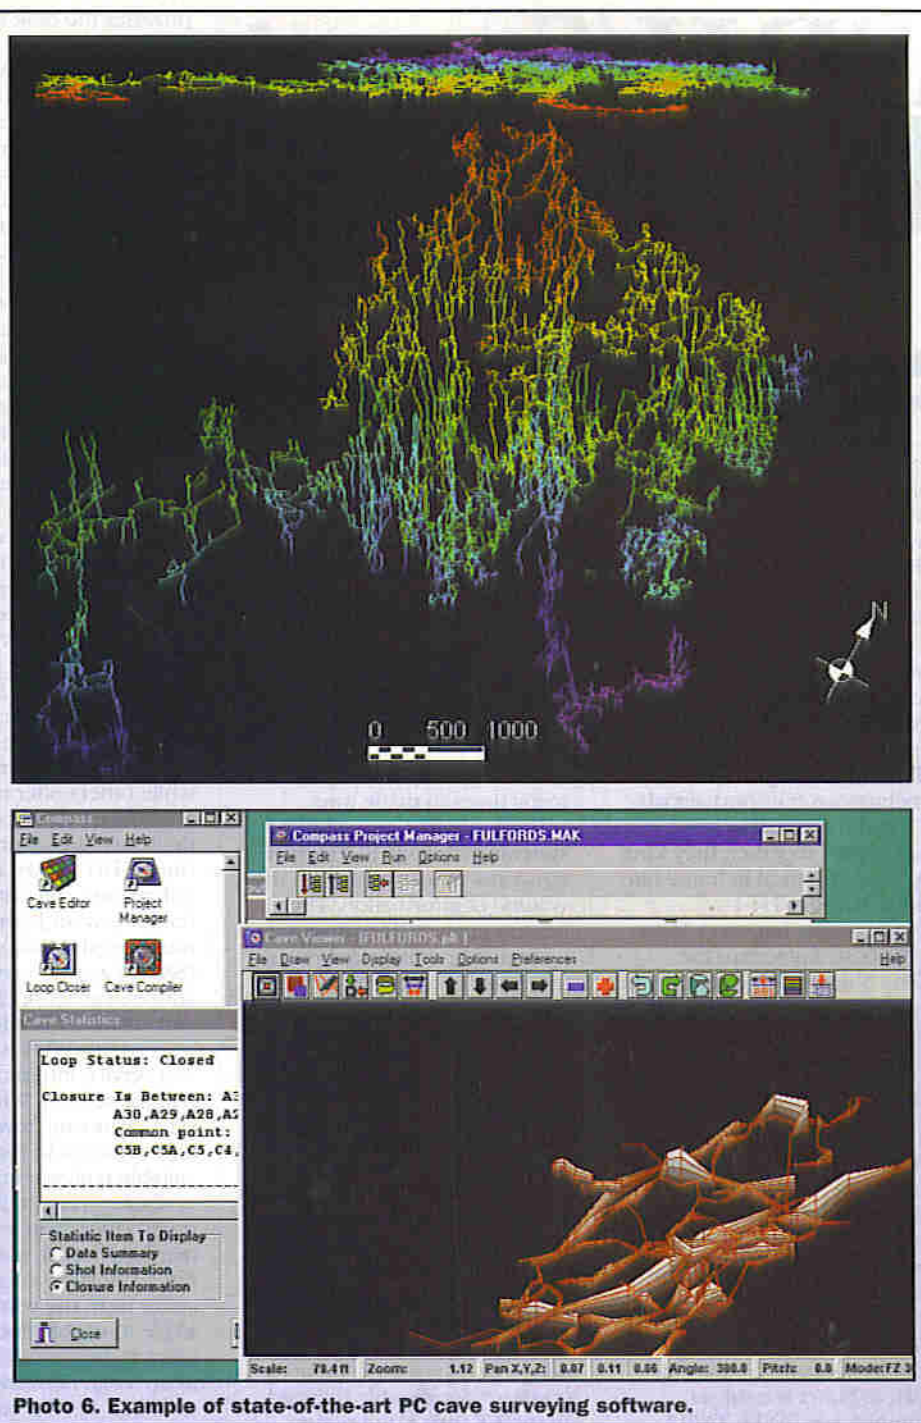 N
0 500 1000
Compass
File Edit View Help
Cave Editor
Project Manager
Loop Closer
Cave Compiler
Compass Project Manager - FULFORDS.MAK
File Edit View Run Options Help
Cave Viewer - [FULFORDS.plt]
File Draw View Display Tools Options Preferences Help
Cave Statistics
Loop Status: Closed
Closure Is Between: A3
A30,A29,A28,A2
Common point:
C5B,C5A,C5,C4,
Statistic Item To Display
Data Summary
Shot Information
Closure Information
Close
Scale: 78.4 ft Zoom: 1.12 Pan X,Y,Z: 0.07 0.11 Angle: 300.0 Pitch: 0.0 Mode: FZ
Photo 6. Example of state-of-the-art PC cave surveying software.